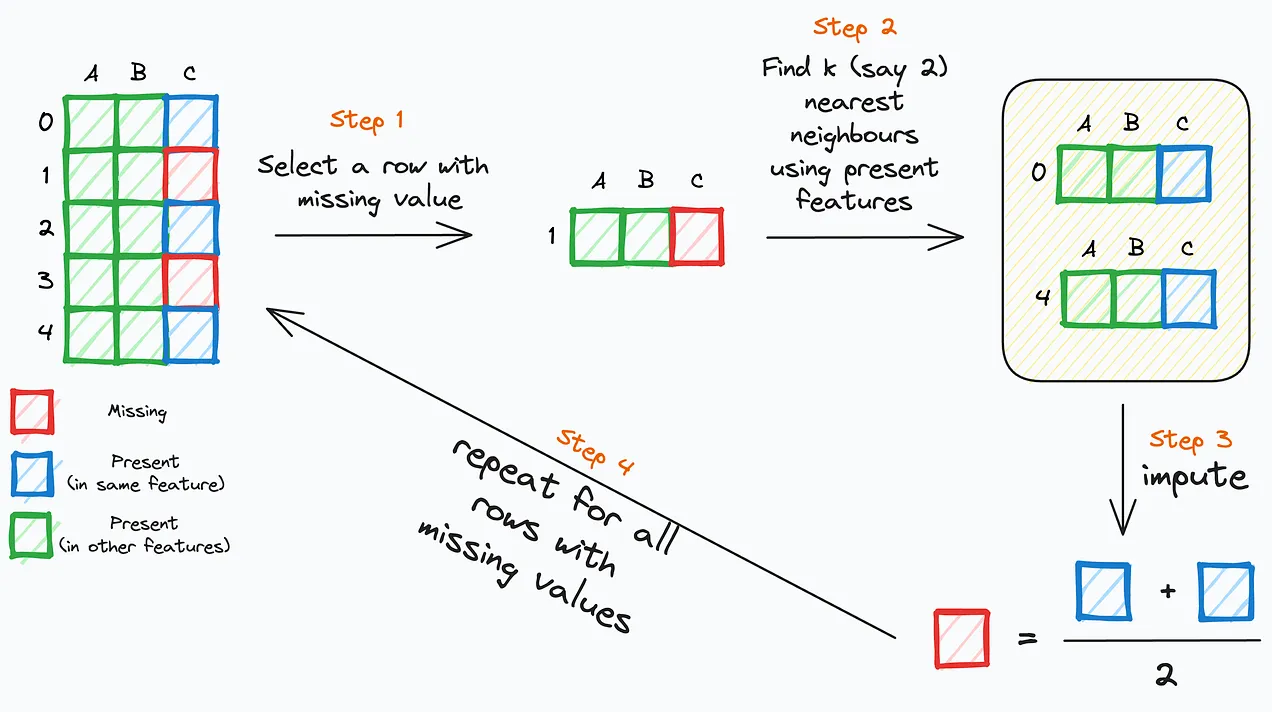 A B C
0
1
2
3
4
Missing
Present
(in same feature)
Present
(in other features)
Step 1
Select a row with
missing value
A B C
1
Step 2
Find k (say 2)
nearest
neighbours
using present
features
A B C
0
A B C
4
Step 3
impute
= + 
2
Step 4
repeat for all
rows with
missing values